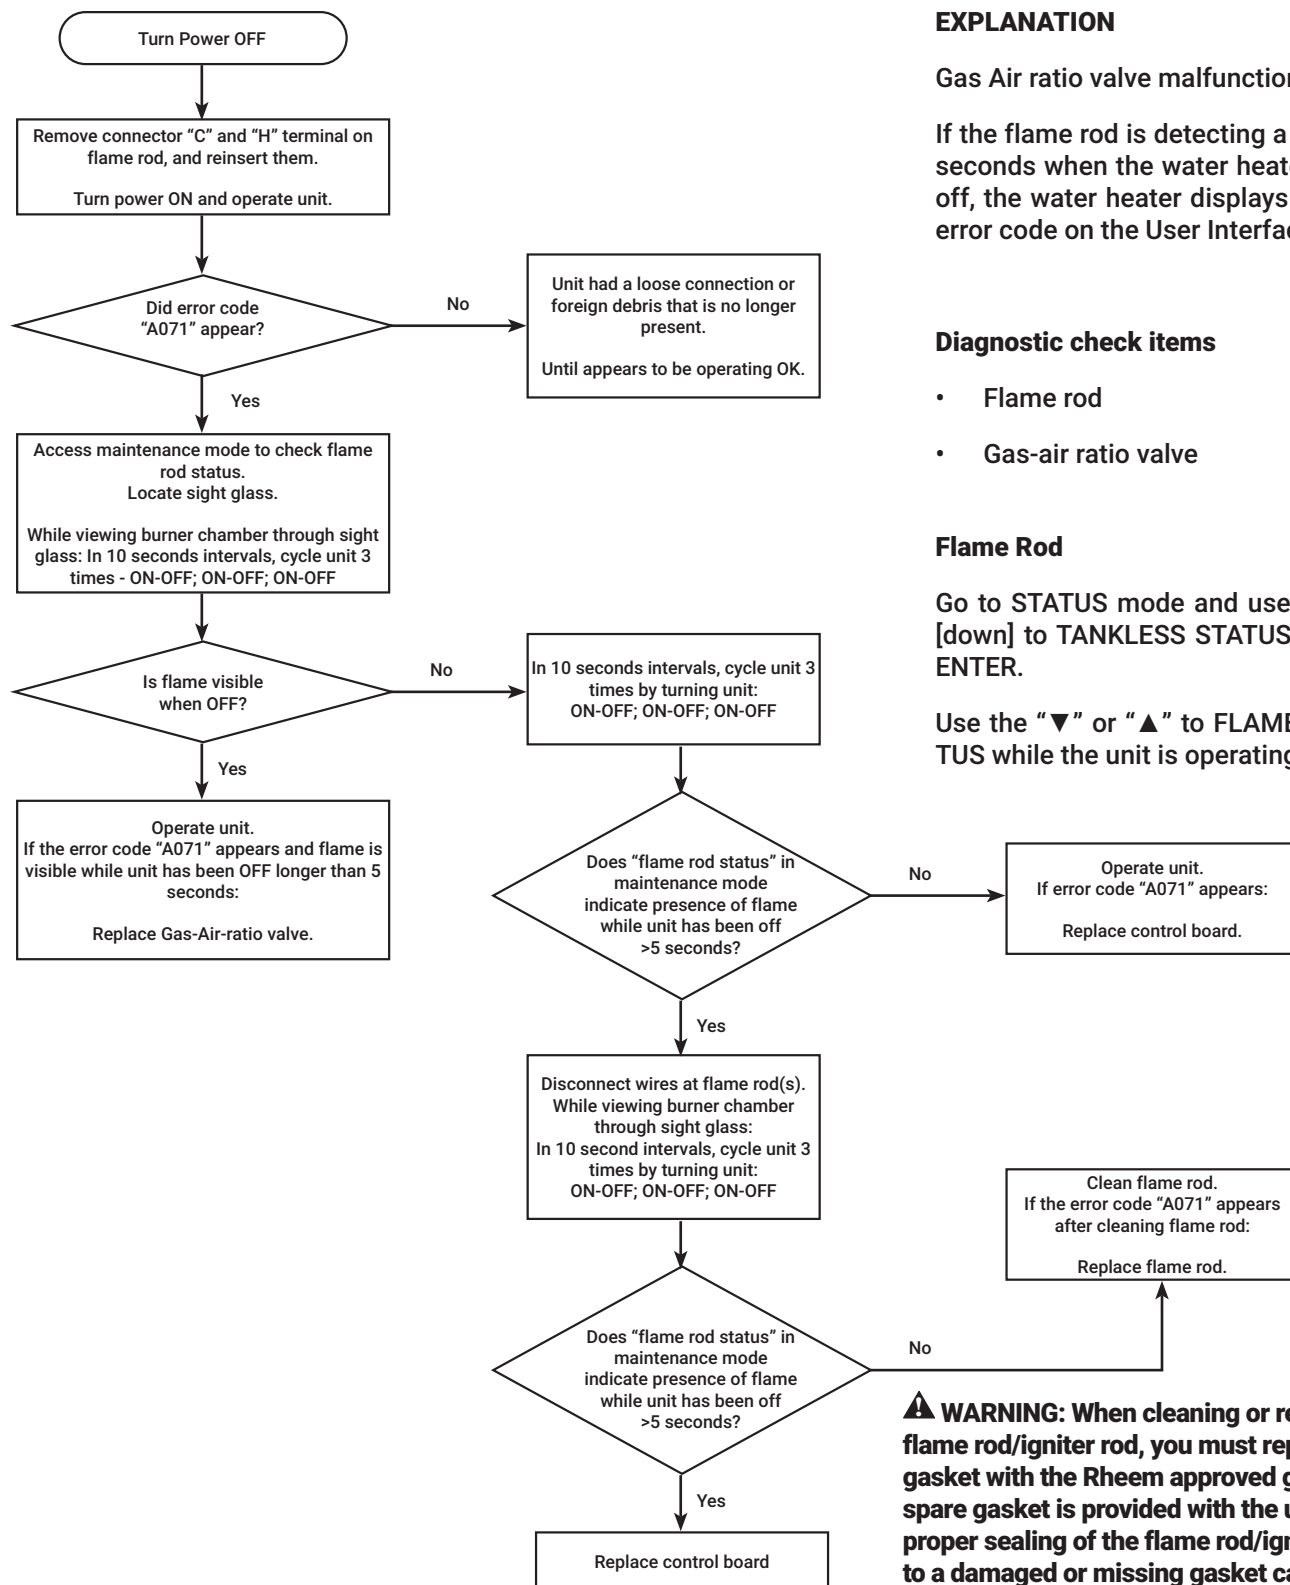 Turn Power OFF
Remove connector “C” and “H” terminal on
flame rod, and reinsert them.
Turn power ON and operate unit.
Did error code
“A071” appear?
No
Unit had a loose connection or
foreign debris that is no longer
present.
Until appears to be operating OK.
Yes
Access maintenance mode to check flame
rod status.
Locate sight glass.
While viewing burner chamber through sight
glass: In 10 seconds intervals, cycle unit 3
times - ON-OFF; ON-OFF; ON-OFF
Is flame visible
when OFF?
No
In 10 seconds intervals, cycle unit 3
times by turning unit:
ON-OFF; ON-OFF; ON-OFF
Yes
Operate unit.
If the error code “A071” appears and flame is
visible while unit has been OFF longer than 5
seconds:
Replace Gas-Air-ratio valve.
Does “flame rod status” in
maintenance mode
indicate presence of flame
while unit has been off
>5 seconds?
No
Operate unit.
If error code “A071” appears:
Replace control board.
Yes
Disconnect wires at flame rod(s).
While viewing burner chamber
through sight glass:
In 10 second intervals, cycle unit 3
times by turning unit:
ON-OFF; ON-OFF; ON-OFF
Does “flame rod status” in
maintenance mode
indicate presence of flame
while unit has been off
>5 seconds?
No
Clean flame rod.
If the error code “A071” appears
after cleaning flame rod:
Replace flame rod.
Yes
Replace control board
EXPLANATION
Gas Air ratio valve
If the flame rod is detecting a
seconds when the water
off, the water heater displays
error code on the User
Diagnostic check items
• Flame rod
• Gas-air ratio valve
Flame Rod
Go to STATUS mode and use
[down] to TANKLESS STATUS
ENTER.
Use the “▼” or “▲” to
TUS while the unit is operating
WARNING: When cleaning or
flame rod/igniter rod, you must
gasket with the Rheem approved
spare gasket is provided with the
proper sealing of the flame
to a damaged or missing gasket